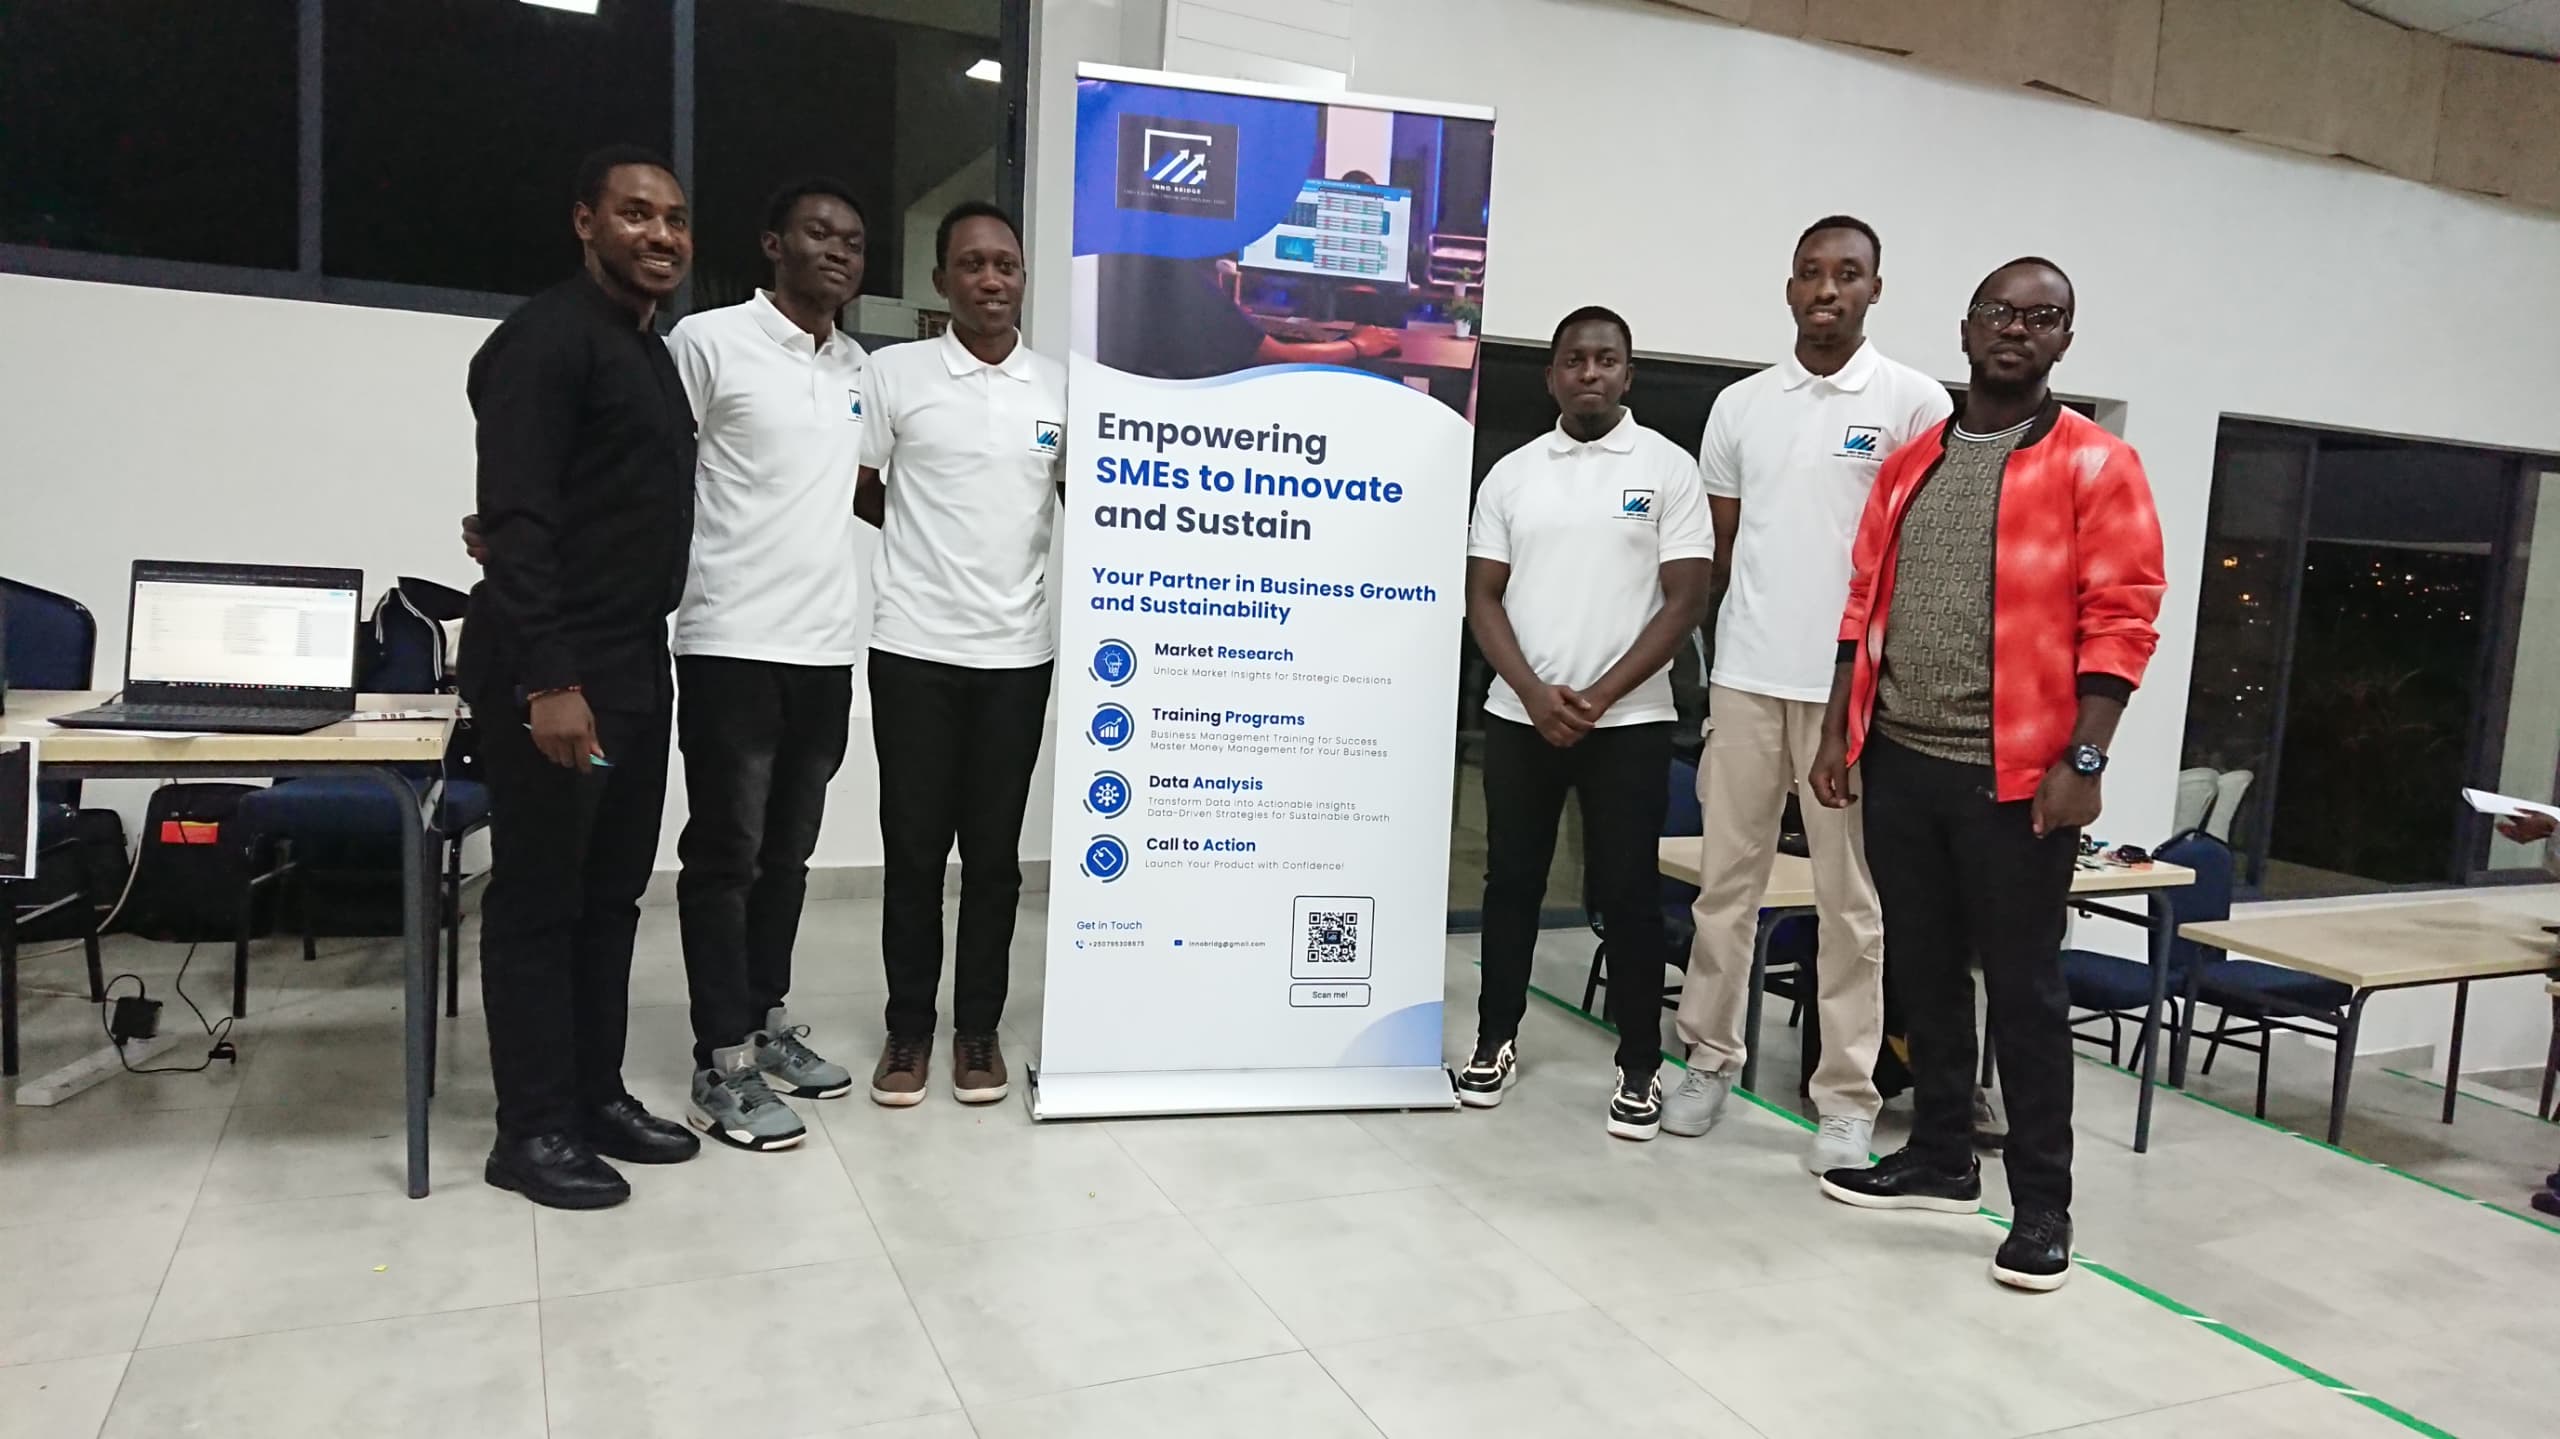 INNO BRIDGE
Empowering
SMEs to Innovate
and Sustain
Your Partner in Business Growth
and Sustainability
Market Research
Unlock Market Insights for Strategic Decisions
Training Programs
Business Management Training for Success
Master Money Management for Your Business
Data Analysis
Transform Data into Actionable Insights
Data-Driven Strategies for Sustainable Growth
Call to Action
Launch Your Product with Confidence!
Get in Touch
innobridg@gmail.com
Scan me!